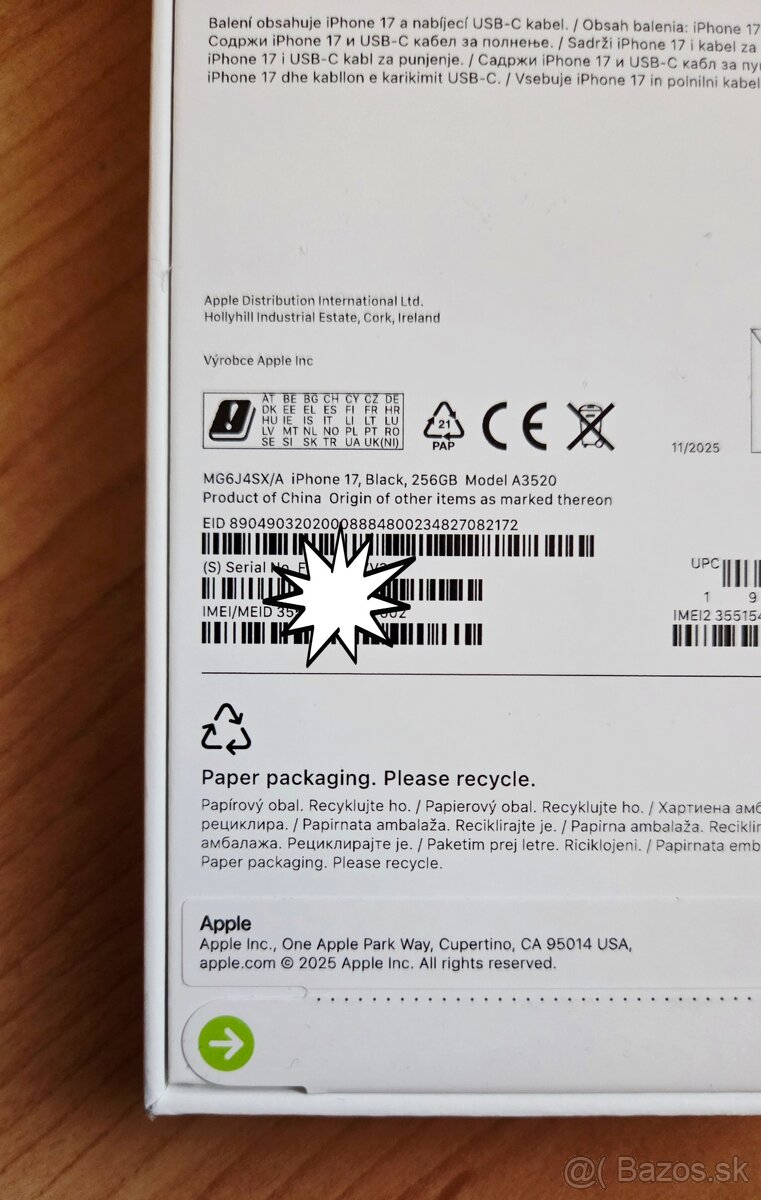 Balení obsahuje iPhone 17 a nabíjecí USB-C kabel. / Obsah balenia: iPhone 17
Содржи iPhone 17 и USB-C кабел за полнење. / Sadrži iPhone 17 i kabel za
iPhone 17 i USB-C kabl za punjenje. / Садржи iPhone 17 и USB-C кабл за
iPhone 17 dhe kabllon e karikimit USB-C. / Vsebuje iPhone 17 in polnilni kabel
Apple Distribution International Ltd.
Hollyhill Industrial Estate, Cork, Ireland
Výrobce Apple Inc
AT BE BG CH CY CZ DE
DK EE EL ES FI FR HR
HU IE IS IT LI LT LU
LV MT NL NO PL PT RO
SE SI SK TR UA UK(NI)
21
PAP
CE
11/2025
MG6J4SX/A iPhone 17, Black, 256GB Model A3520
Product of China Origin of other items as marked thereon
EID 89049032020008884800234827082172
(S) Serial No.
UPC
1 9
IMEI/MEID 35
IMEI2 355154
Paper packaging. Please recycle.
Papírový obal. Recyklujte ho. / Papierový obal. Recyklujte ho. / Хартиена
рециклира. / Papirnata ambalaža. Reciklirajte je. / Papirna ambalaža.
амбалажа. Рециклирајте је. / Paketim prej letre. Riciklojeni. / Papirnata
Paper packaging. Please recycle.
Apple
Apple Inc., One Apple Park Way, Cupertino, CA 95014 USA,
apple.com © 2025 Apple Inc. All rights reserved.
@( Bazos.sk